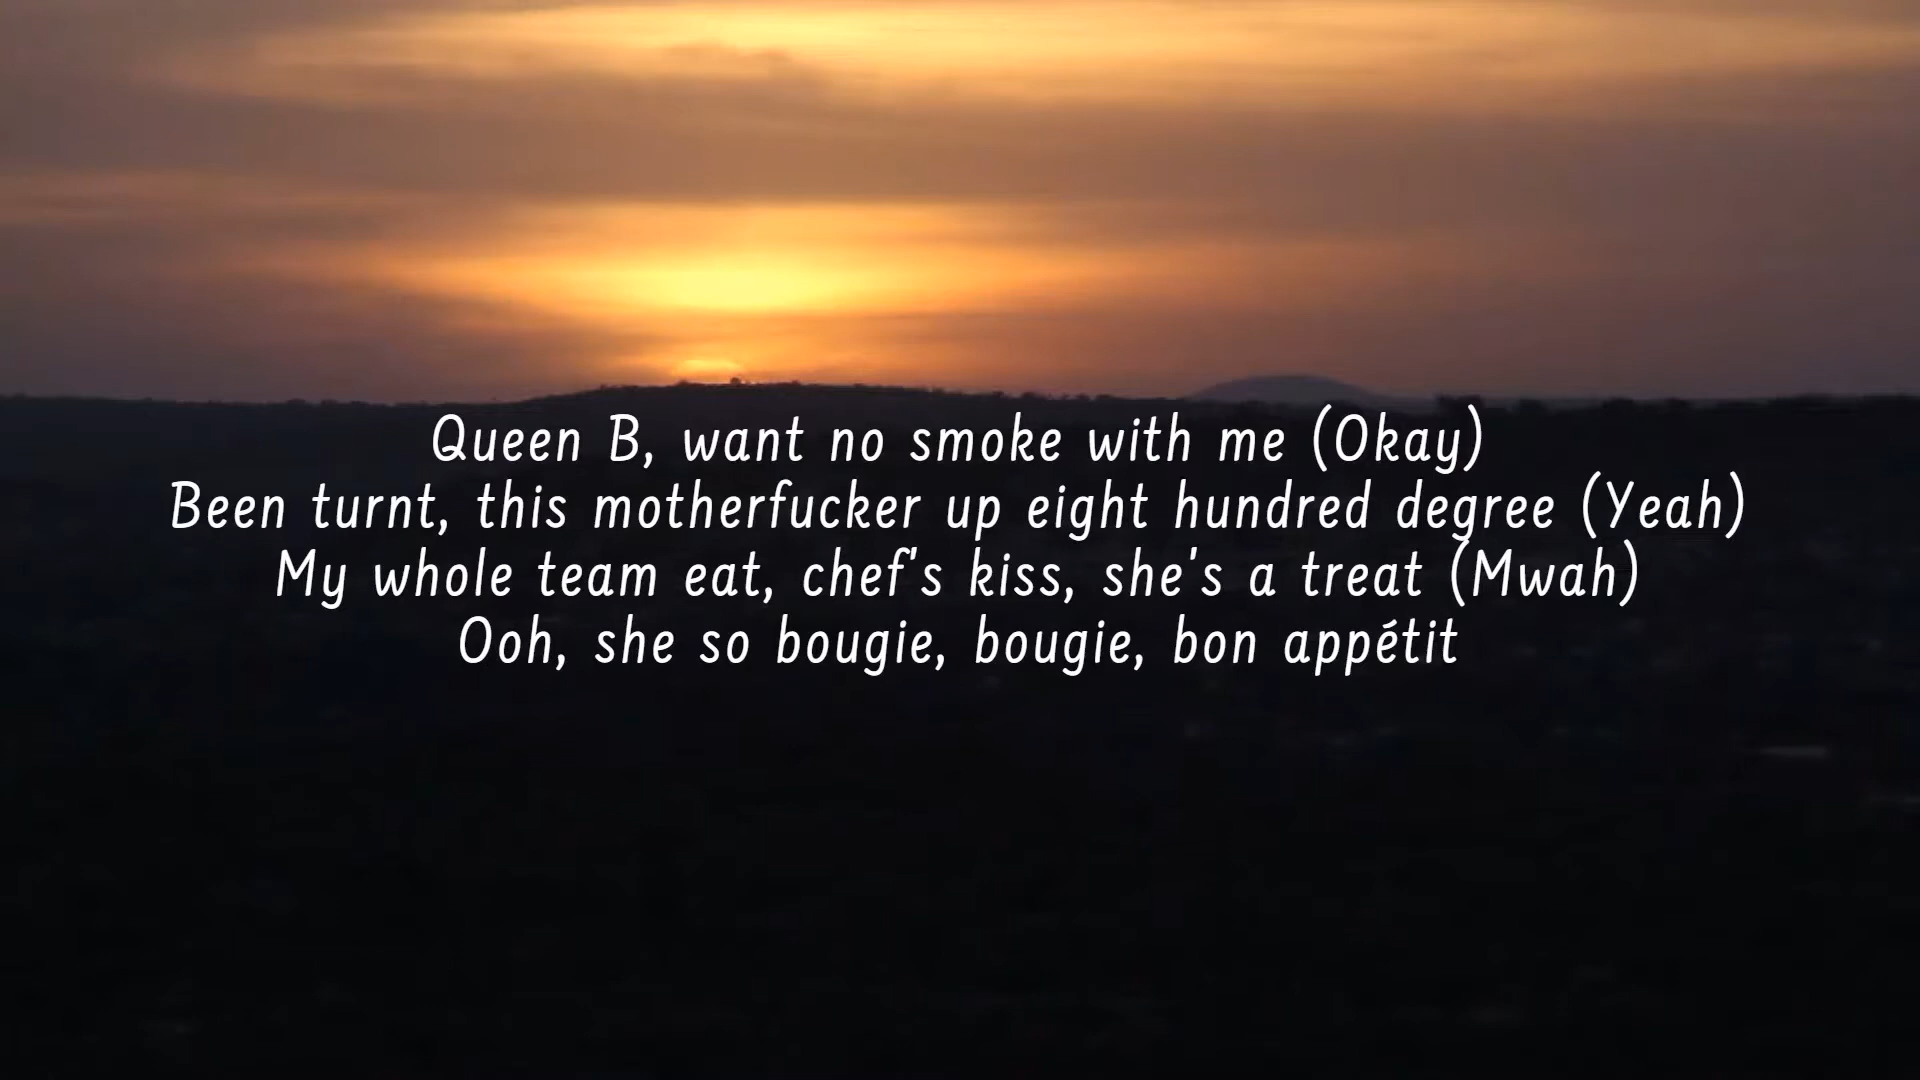 Queen B, want no smoke with me (Okay)
Been turnt, this motherfucker up eight hundred degree (Yeah)
My whole team eat, chef's kiss, she's a treat (Mwah)
Ooh, she so bougie, bougie, bon appétit